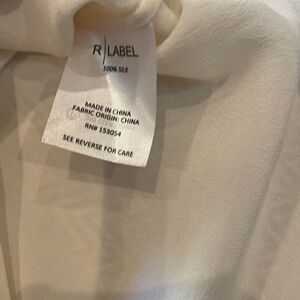 R | LABEL
100% SILK
MADE IN CHINA
FABRIC ORIGIN: CHINA
RN# 153054
SEE REVERSE FOR CARE